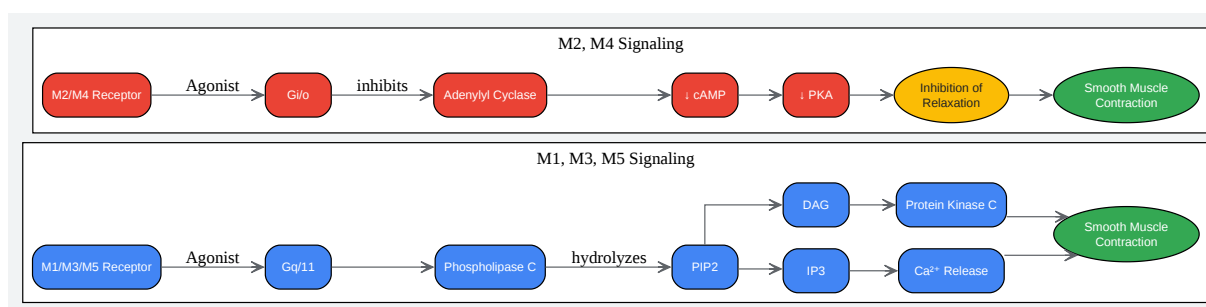 M2, M4 Signaling
M2/M4 Receptor
Agonist
Gi/o
inhibits
Adenylyl Cyclase
↓ cAMP
↓ PKA
Inhibition of
Relaxation
Smooth Muscle
Contraction
M1, M3, M5 Signaling
M1/M3/M5 Receptor
Agonist
Gq/11
Phospholipase C
hydrolyzes
PIP2
DAG
Protein Kinase C
IP3
Ca²⁺ Release
Smooth Muscle
Contraction